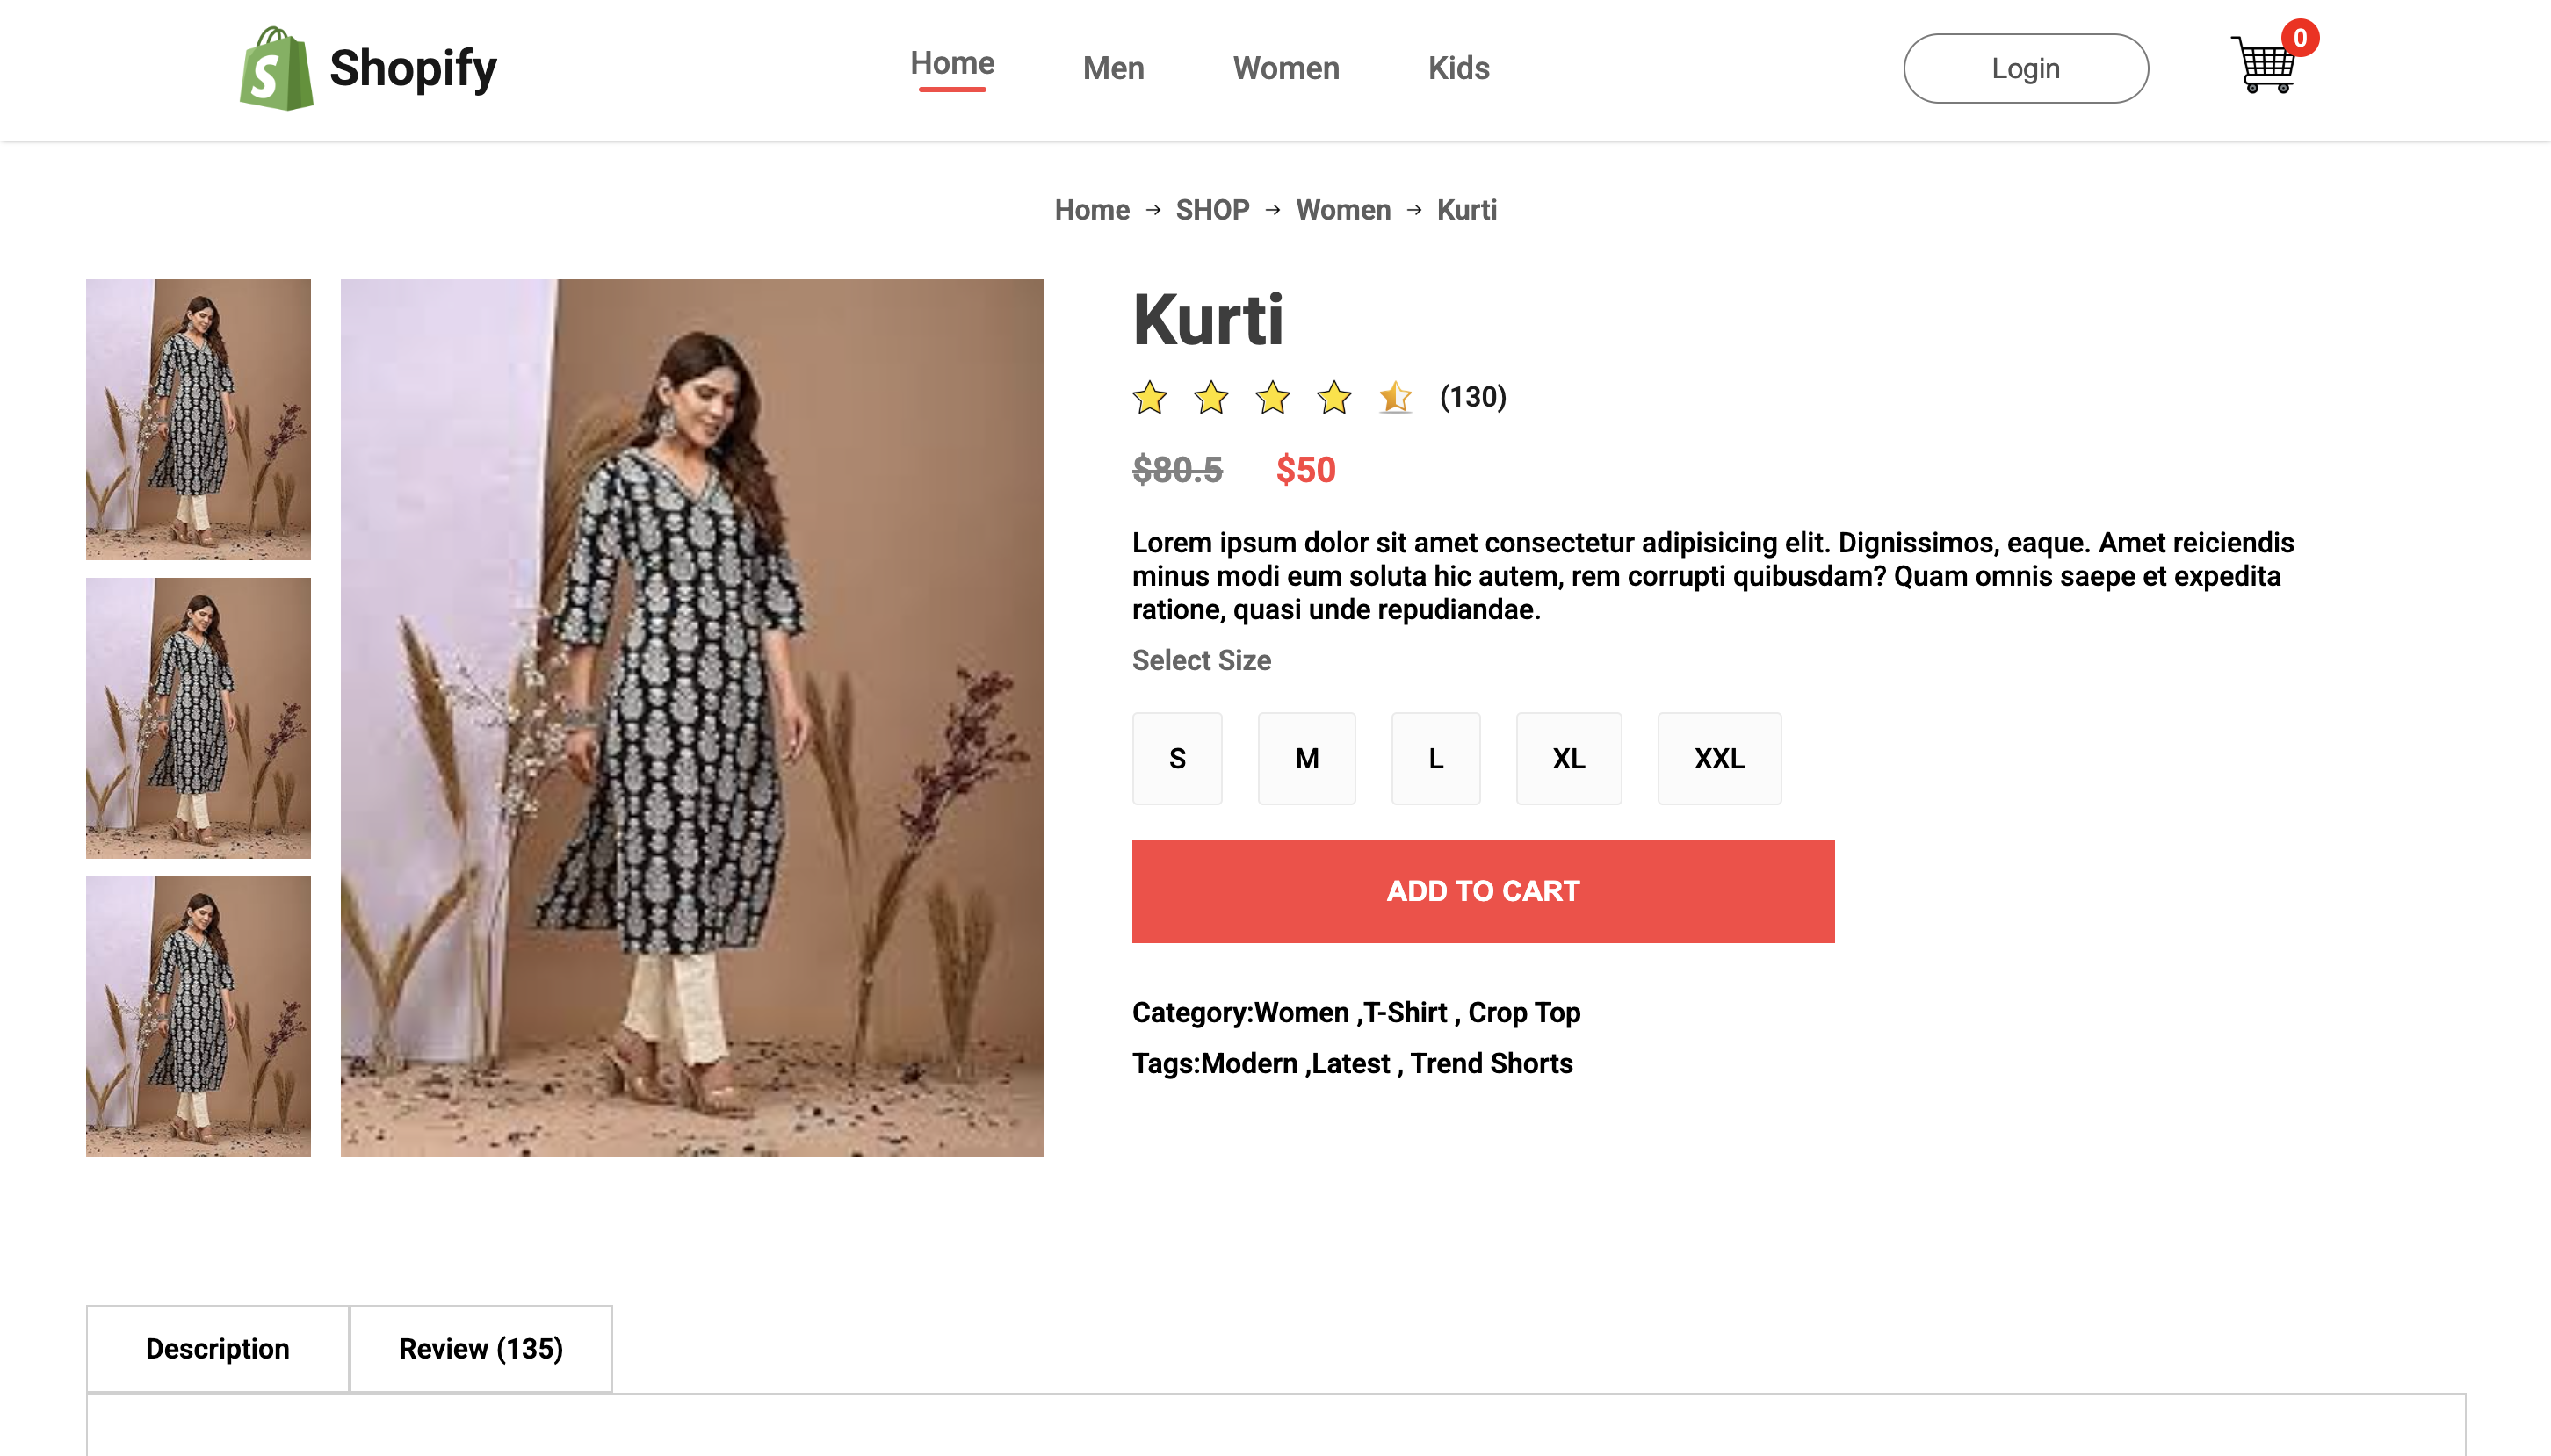 Shopify
Home Men Women Kids
Login
0
Home → SHOP → Women → Kurti
Kurti
(130)
$80.5 $50
Lorem ipsum dolor sit amet consectetur adipisicing elit. Dignissimos, eaque. Amet reiciendis
minus modi eum soluta hic autem, rem corrupti quibusdam? Quam omnis saepe et expedita
ratione, quasi unde repudiandae.
Select Size
S M L XL XXL
ADD TO CART
Category:Women ,T-Shirt , Crop Top
Tags:Modern ,Latest , Trend Shorts
Description Review (135)